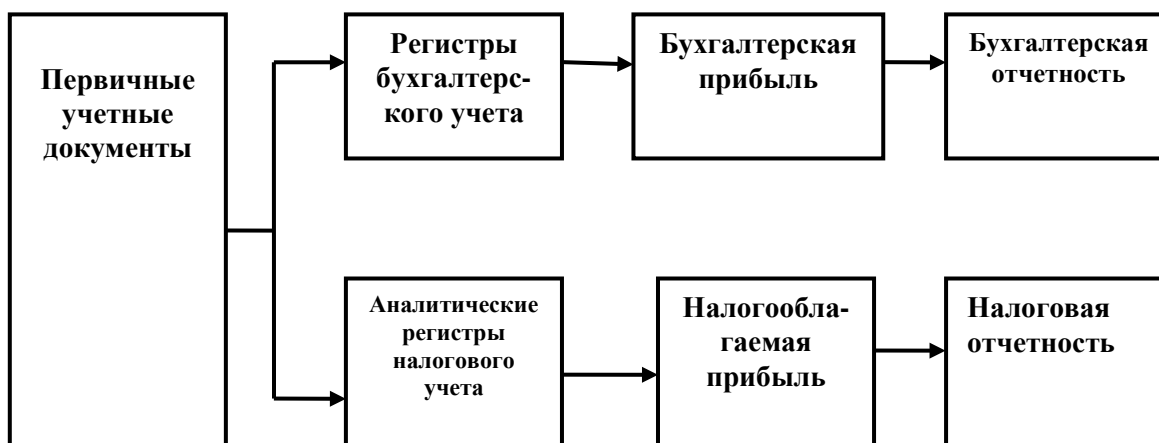 Первичные
учетные
документы
Регистры
бухгалтерс-
кого учета
Бухгалтерская
прибыль
Бухгалтерская
отчетность
Аналитические
регистры
налогового
учета
Налогообла-
гаемая
прибыль
Налоговая
отчетность